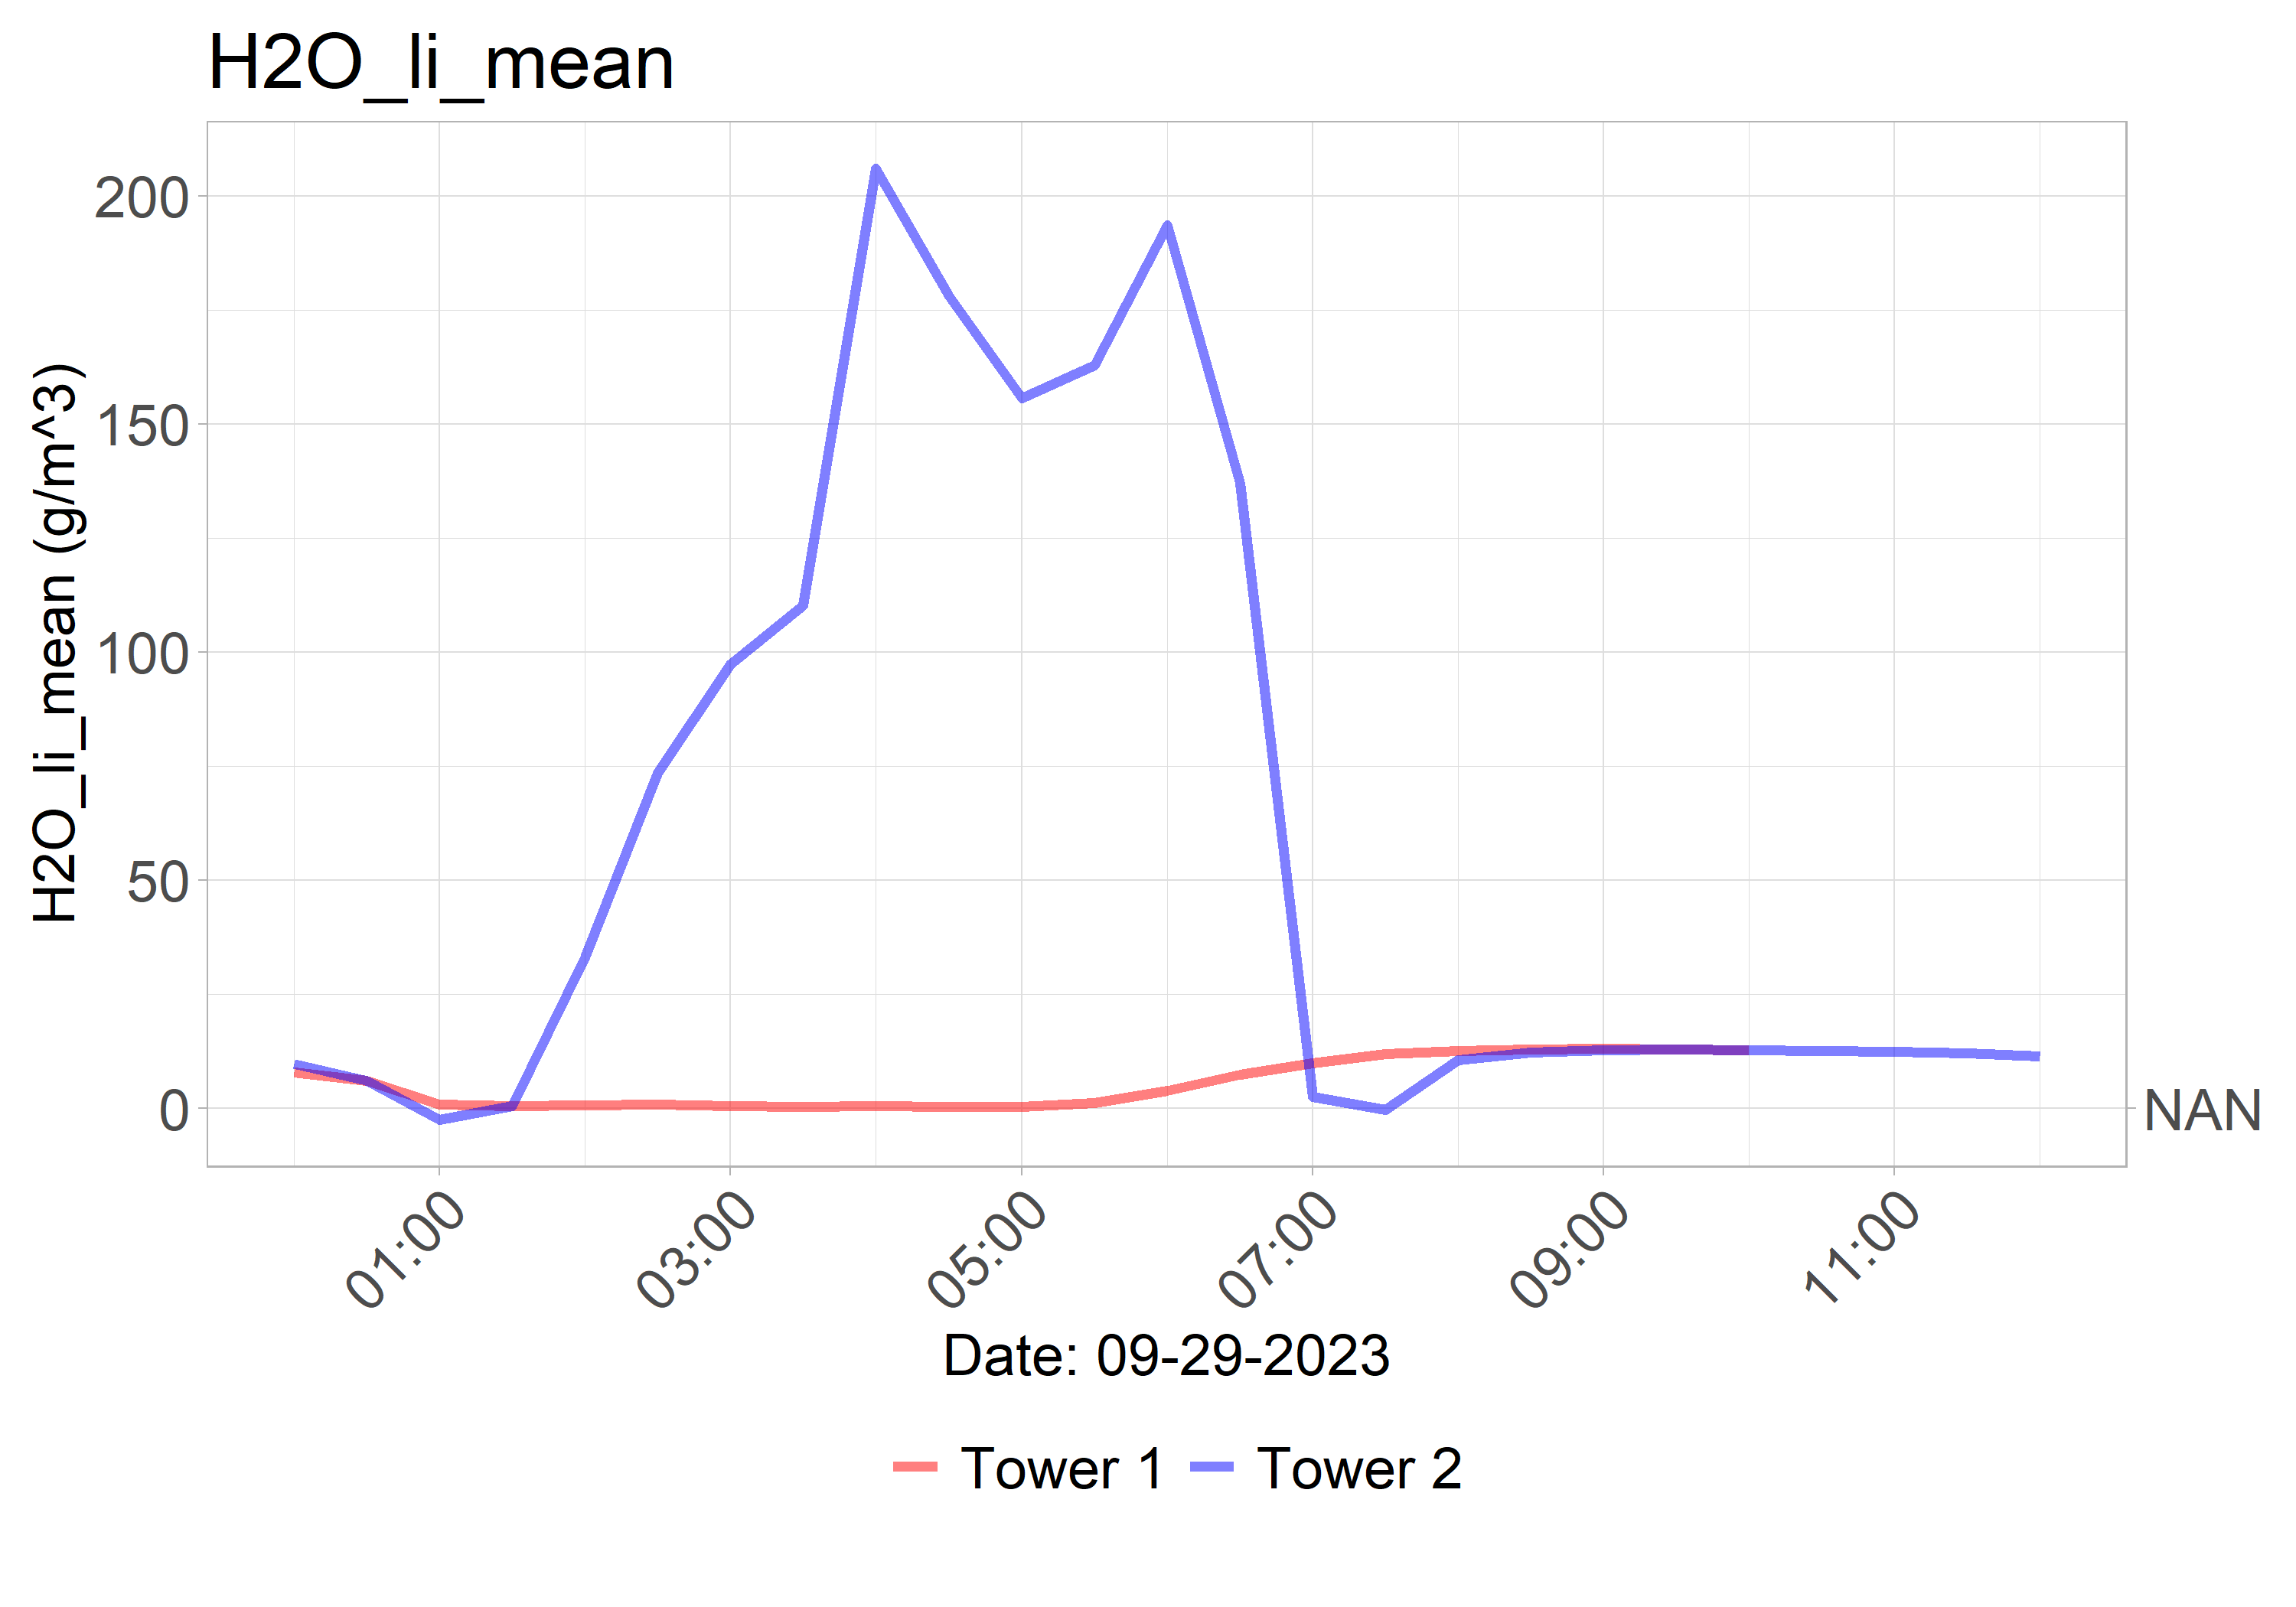 H2O_li_mean
H2O_li_mean (g/m^3)
200
150
100
50
0
NAN
01:00
03:00
05:00
07:00
09:00
11:00
Date: 09-29-2023
Tower 1
Tower 2